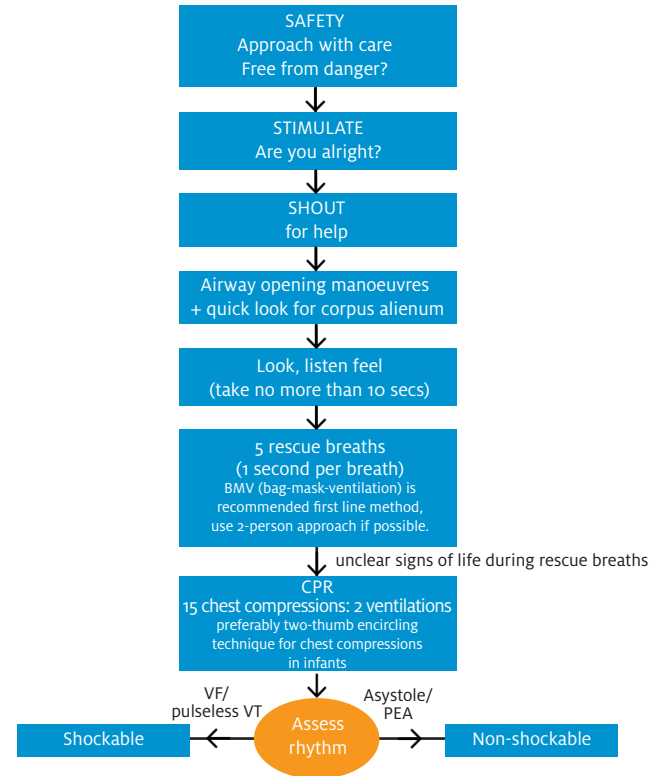 SAFETY
Approach with care
Free from danger?
STIMULATE
Are you alright?
SHOUT
for help
Airway opening manoeuvres
+ quick look for corpus alienum
Look, listen feel
(take no more than 10 secs)
5 rescue breaths
(1 second per breath)
BMV (bag-mask-ventilation) is
recommended first line method,
use 2-person approach if possible.
unclear signs of life during rescue breaths
CPR
15 chest compressions: 2 ventilations
preferably two-thumb encircling
technique for chest compressions
in infants
VF/
pulseless VT
Asystole/
PEA
Shockable
Assess
rhythm
Non-shockable